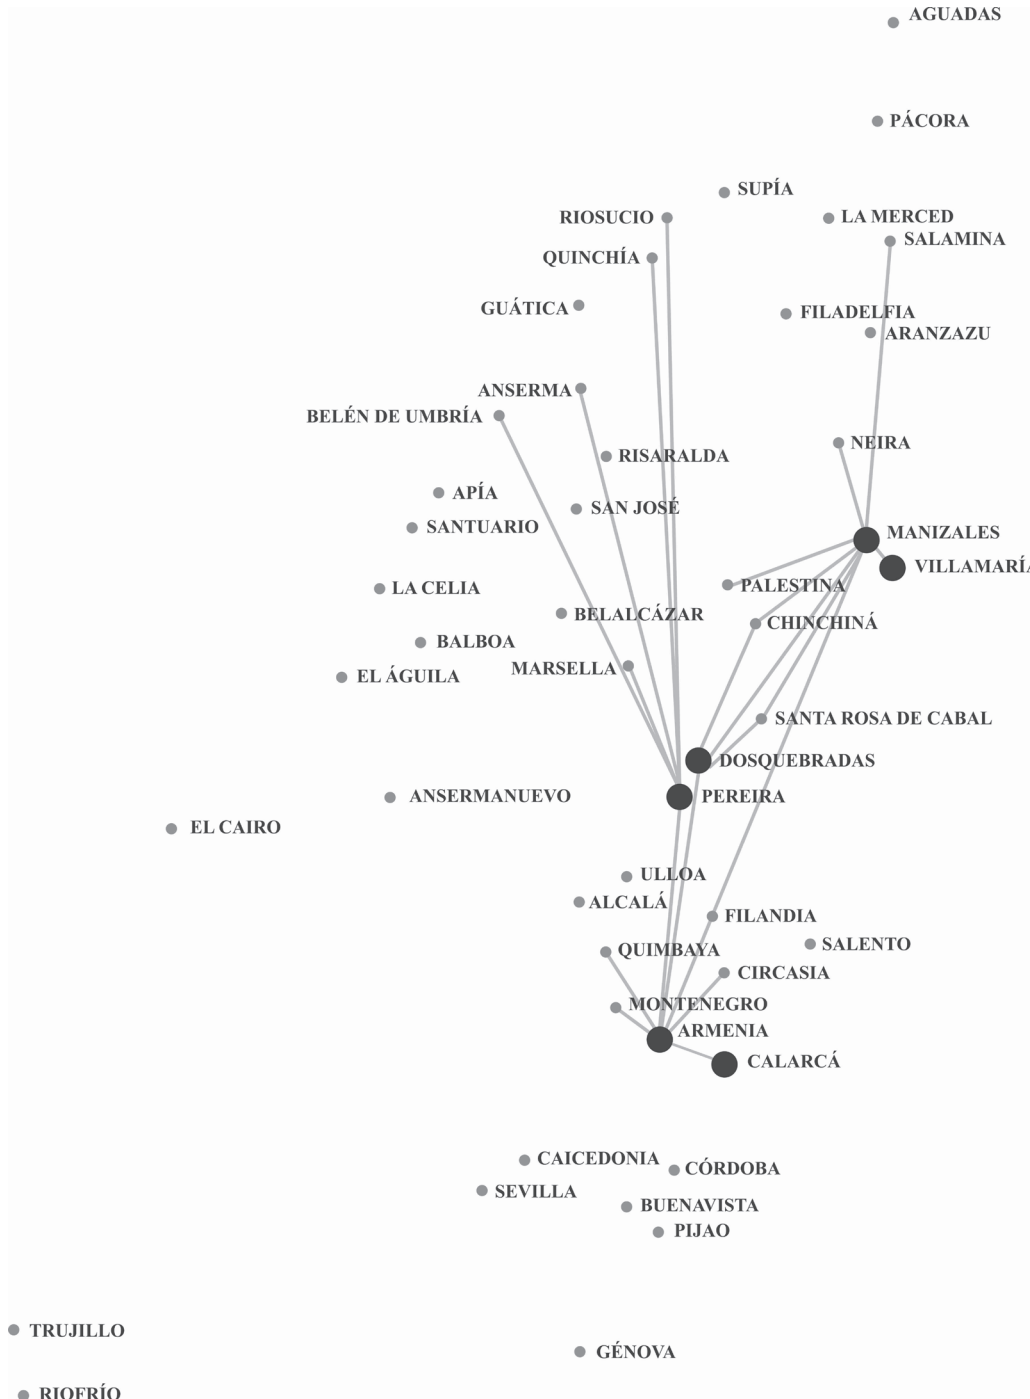 AGUADAS
PÁCORA
SUPÍA
RIOSUCIO
LA MERCED
SALAMINA
QUINCHÍA
GUÁTICA
FILADELFIA
ARANZAZU
ANSERMA
BELÉN DE UMBRÍA
NEIRA
RISARALDA
APÍA
SAN JOSÉ
SANTUARIO
MANIZALES
VILLAMARÍA
PALESTINA
LA CELIA
BELALCÁZAR
CHINCHINÁ
BALBOA
MARSELLA
EL ÁGUILA
SANTA ROSA DE CABAL
DOSQUEBRADAS
ANSERMANUEVO
PEREIRA
EL CAIRO
ULLOA
ALCALÁ
FILANDIA
SALENTO
QUIMBAYA
CIRCASIA
MONTENEGRO
ARMENIA
CALARCÁ
CAICEDONIA
CÓRDOBA
SEVILLA
BUENAVISTA
PIJAO
TRUJILLO
GÉNOVA
RIOFRÍO